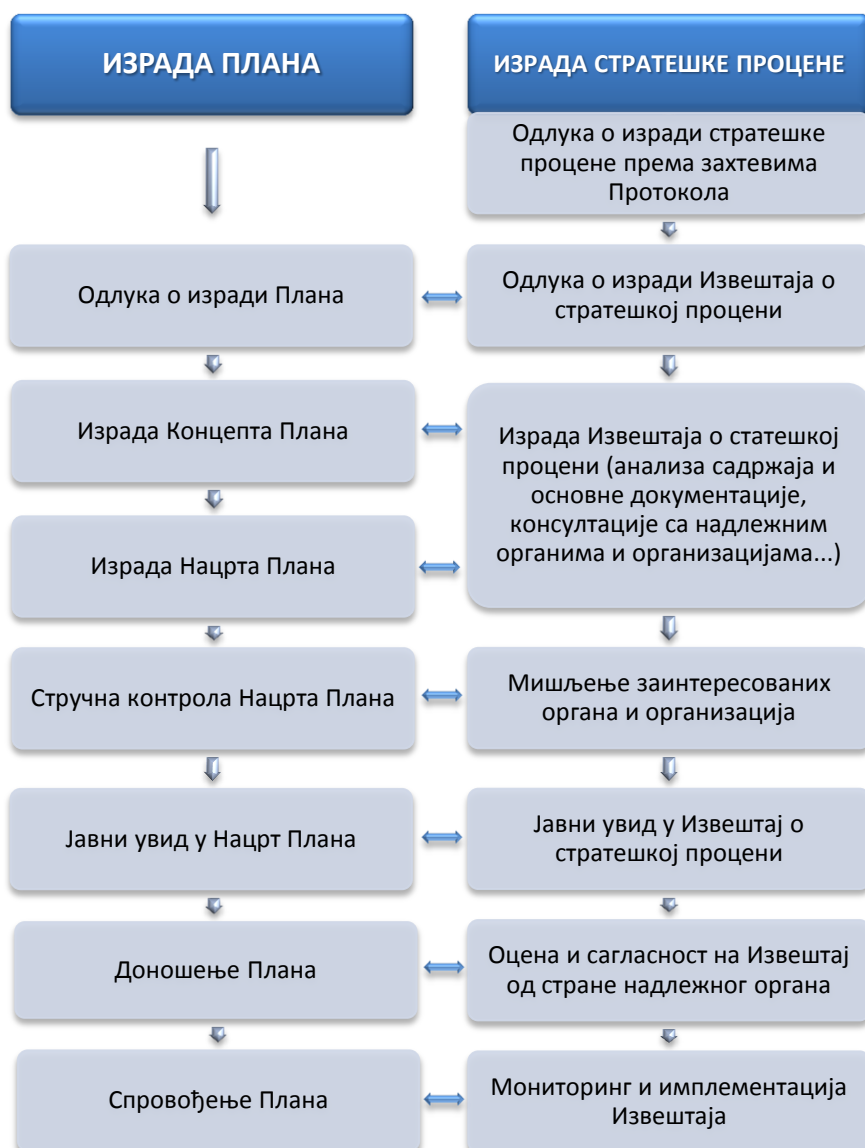 ИЗРАДА ПЛАНА
ИЗРАДА СТРАТЕШКЕ ПРОЦЕНЕ
Одлука о изради стратешке
процене према захтевима
Протокола
Одлука о изради Плана
Одлука о изради Извештаја о
стратешкој процени
Израда Концепта Плана
Израда Извештаја о статешкој
процени (анализа садржаја и
основне документације,
консултације са надлежним
органима и организацијама...)
Израда Нацрта Плана
Стручна контрола Нацрта Плана
Мишљење заинтересованих
органа и организација
Јавни увид у Нацрт Плана
Јавни увид у Извештај о
стратешкој процени
Доношење Плана
Оцена и сагласност на Извештај
од стране надлежног органа
Спровођење Плана
Мониторинг и имплементација
Извештаја